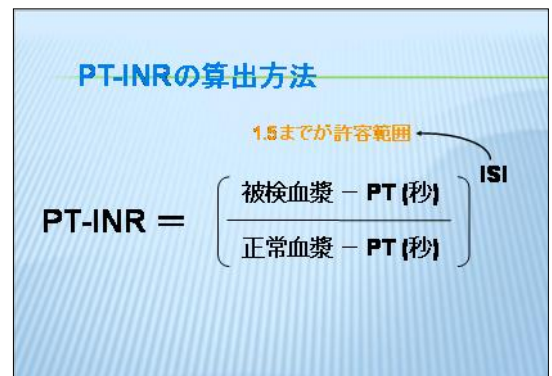 PT-INRの算出方法
1.5までが許容範囲
ISI
被検血漿 － PT (秒)
PT-INR ＝
正常血漿 － PT (秒)